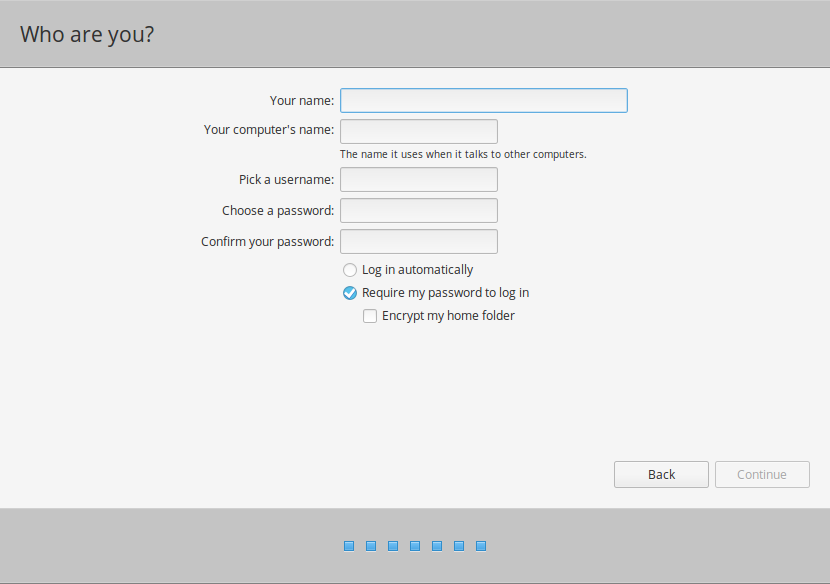 Who are you?
Your name:
Your computer's name:
The name it uses when it talks to other computers.
Pick a username:
Choose a password:
Confirm your password:
Log in automatically
Require my password to log in
Encrypt my home folder
Back
Continue